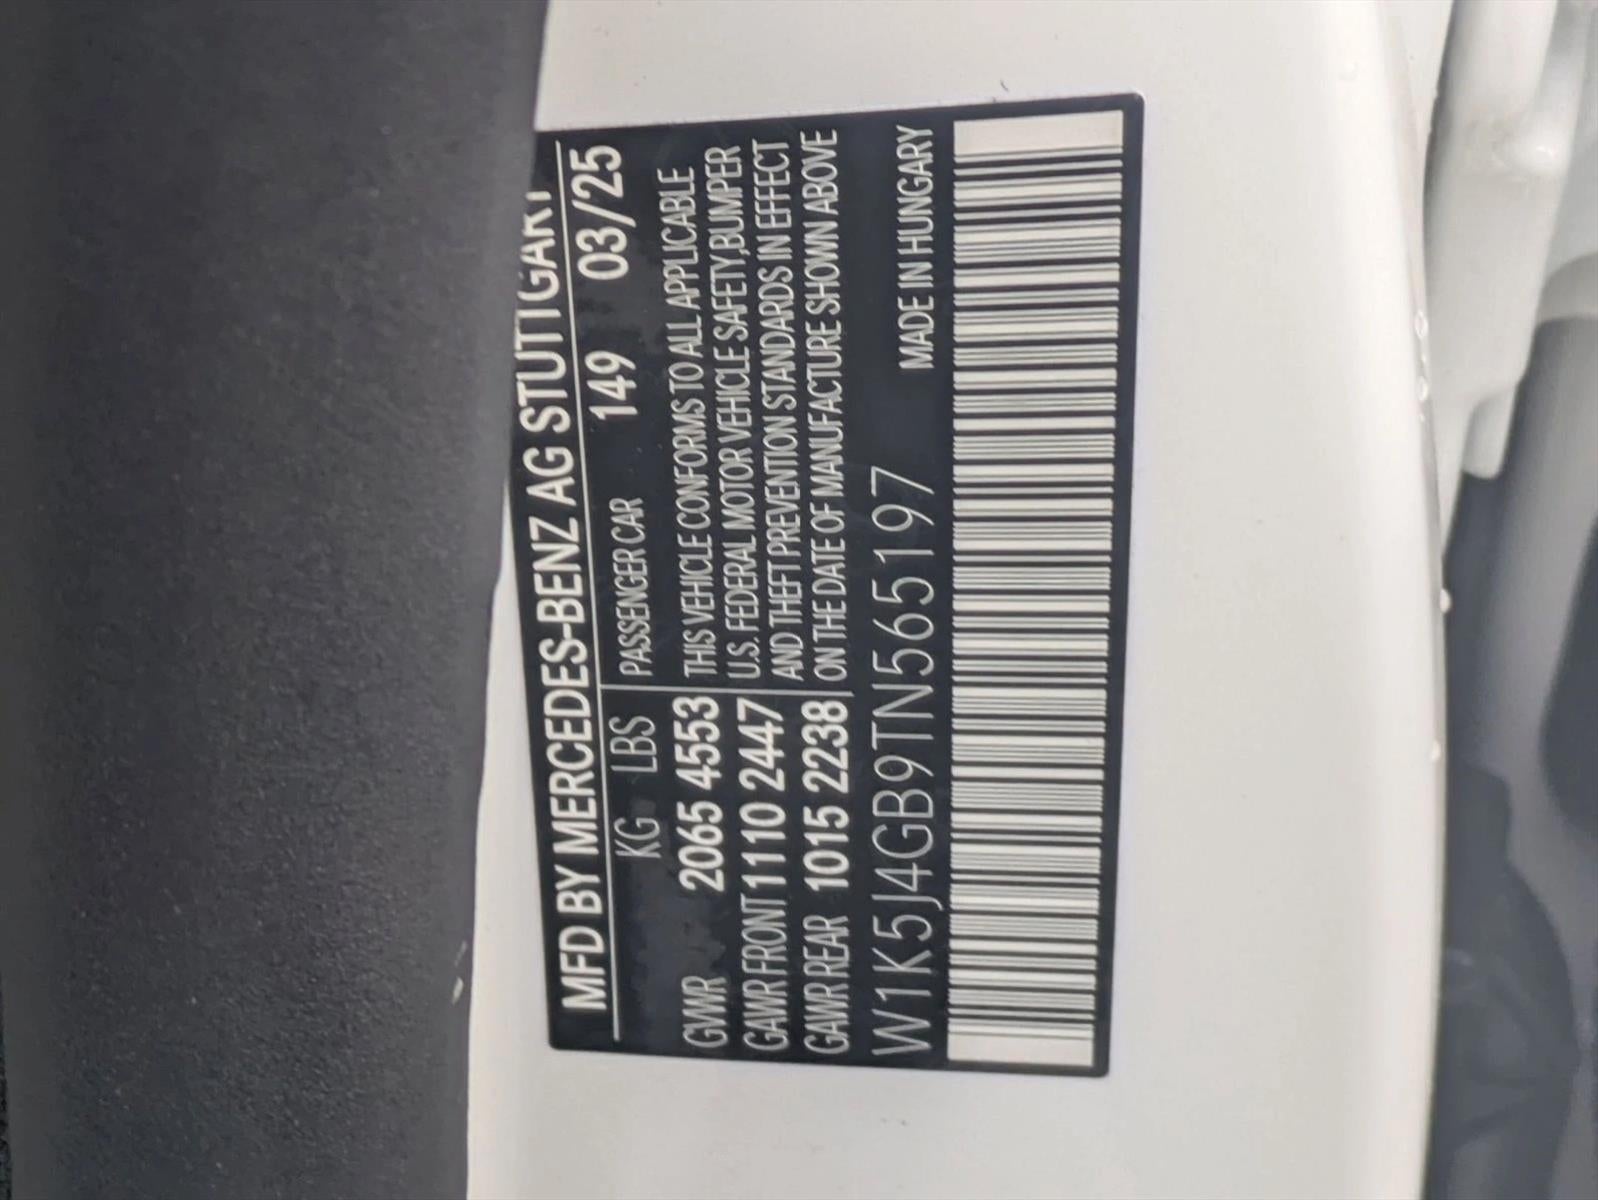 MFD BY MERCEDES-BENZ AG STUTTGART
149 03/25
KG LBS PASSENGER CAR
GVWR 2065 4553
GAWR FRONT 1110 2447
GAWR REAR 1015 2238
THIS VEHICLE CONFORMS TO ALL APPLICABLE
U.S. FEDERAL MOTOR VEHICLE SAFETY, BUMPER
AND THEFT PREVENTION STANDARDS IN EFFECT
ON THE DATE OF MANUFACTURE SHOWN ABOVE
W1K5J4GB9TN565197
MADE IN HUNGARY